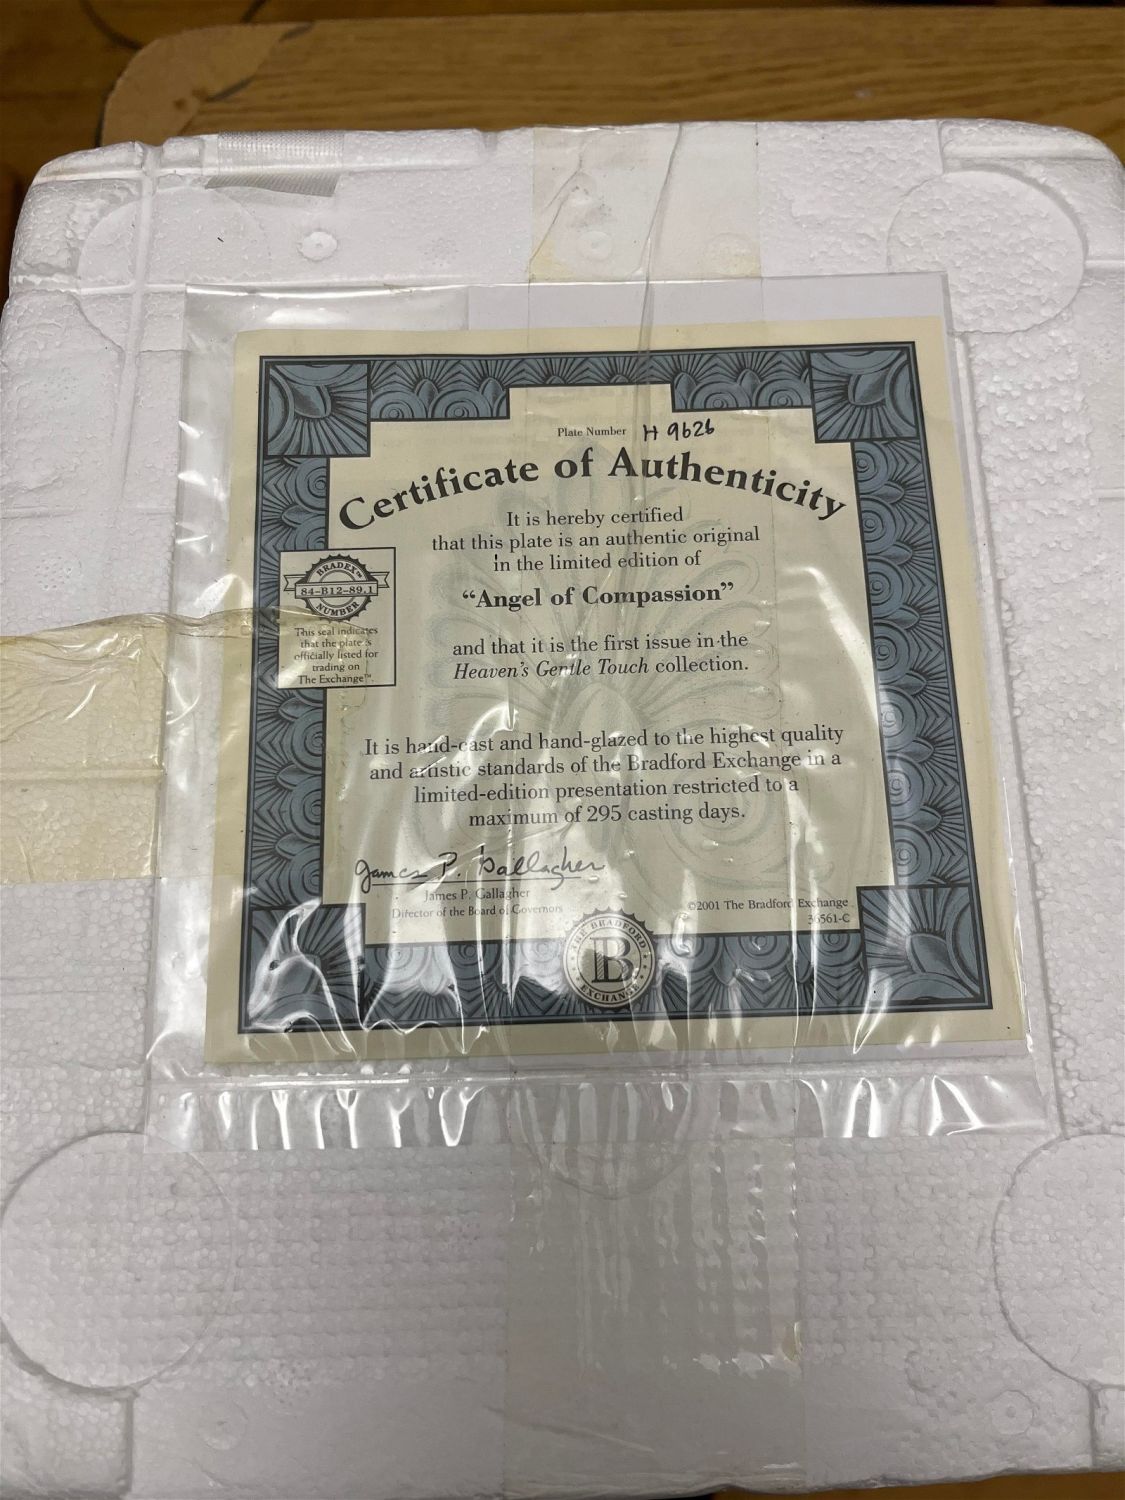 Plate Number H 9626
Certificate of Authenticity
It is hereby certified
that this plate is an authentic original
in the limited edition of
“Angel of Compassion”
and that it is the first issue in the
Heaven's Gentle Touch collection.
BRADEX™
84-B12-89.1
NUMBER
This seal indicates
that the plate is
officially listed for
trading on
The Exchange™.
It is hand-cast and hand-glazed to the highest quality
and artistic standards of the Bradford Exchange in a
limited-edition presentation restricted to a
maximum of 295 casting days.
James P. Gallagher
James P. Gallagher
Director of the Board of Governors
©2001 The Bradford Exchange
36561-C
THE BRADFORD
B
EXCHANGE